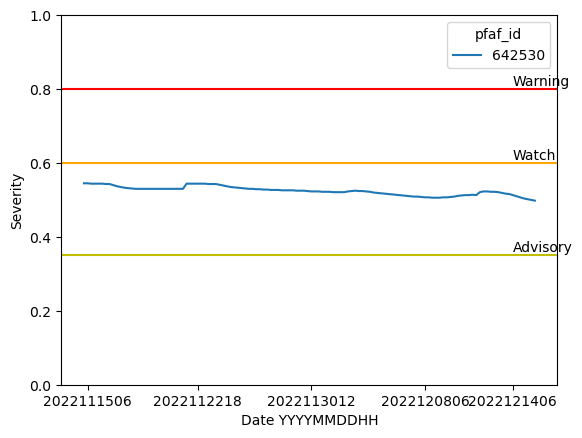 1.0
pfaf_id
642530
0.8
Warning
0.6
Watch
Severity
0.4
Advisory
0.2
0.0
2022111506 2022112218 2022113012 2022120806 2022121406
Date YYYYMMDDHH